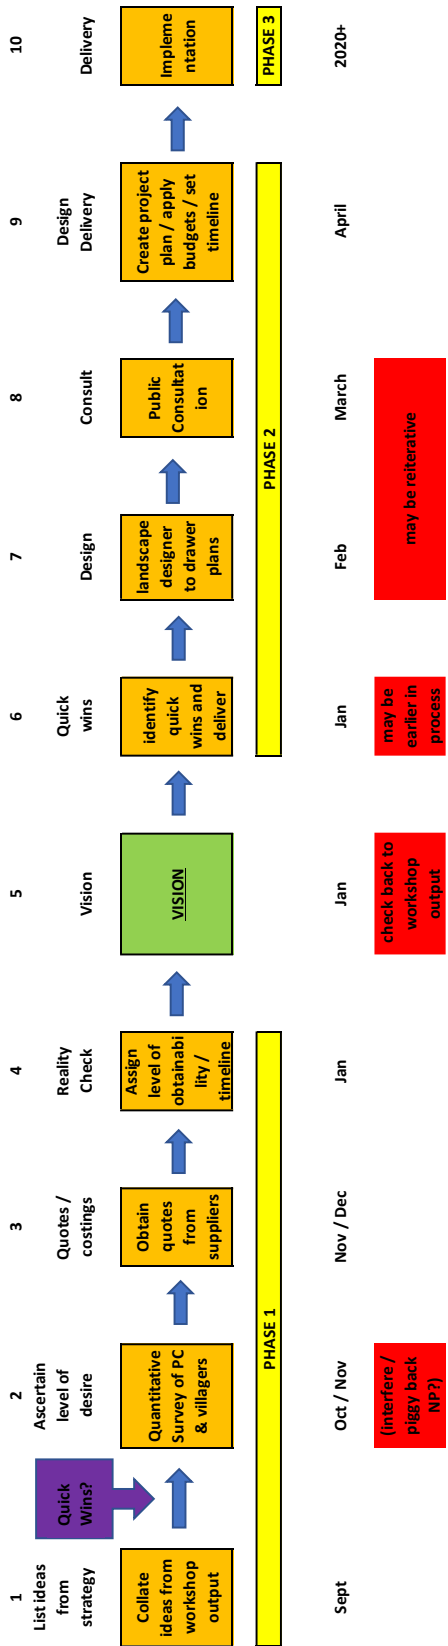 1
List ideas
from
strategy
2
Ascertain
level of
desire
3
Quotes /
costings
4
Reality
Check
5
Vision
6
Quick
wins
7
Design
8
Consult
9
Design
Delivery
10
Delivery
Quick
Wins?
Collate
ideas from
workshop
output
Quantitative
Survey of PC
& villagers
Obtain
quotes
from
suppliers
Assign
level of
obtainabi
lity /
timeline
VISION
identify
quick
wins and
deliver
landscape
designer
to drawer
plans
Public
Consultat
ion
Create project
plan / apply
budgets / set
timeline
Impleme
ntation
PHASE 1
PHASE 2
PHASE 3
Sept
Oct / Nov
Nov / Dec
Jan
Jan
Jan
Feb
March
April
2020+
(interfere /
piggy back
NP?)
check back to
workshop
output
may be
earlier in
process
may be reiterative